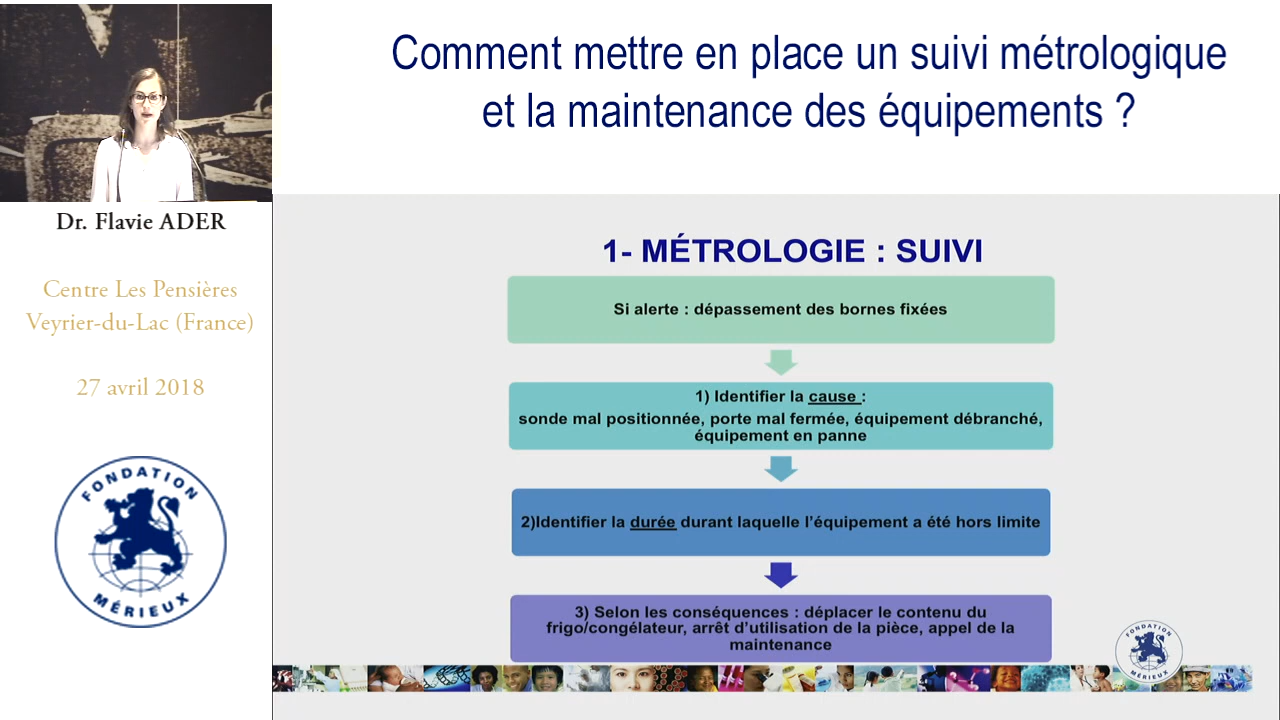 Comment mettre en place un suivi métrologique
et la maintenance des équipements ?
Dr. Flavie ADER
Centre Les Pensières
Veyrier-du-Lac (France)
27 avril 2018
FONDATION
MÉRIEUX
1- MÉTROLOGIE : SUIVI
Si alerte : dépassement des bornes fixées
1) Identifier la cause :
sonde mal positionnée, porte mal fermée, équipement débranché,
équipement en panne
2)Identifier la durée durant laquelle l'équipement a été hors limite
3) Selon les conséquences : déplacer le contenu du
frigo/congélateur, arrêt d'utilisation de la pièce, appel de la
maintenance
FONDATION
MÉRIEUX